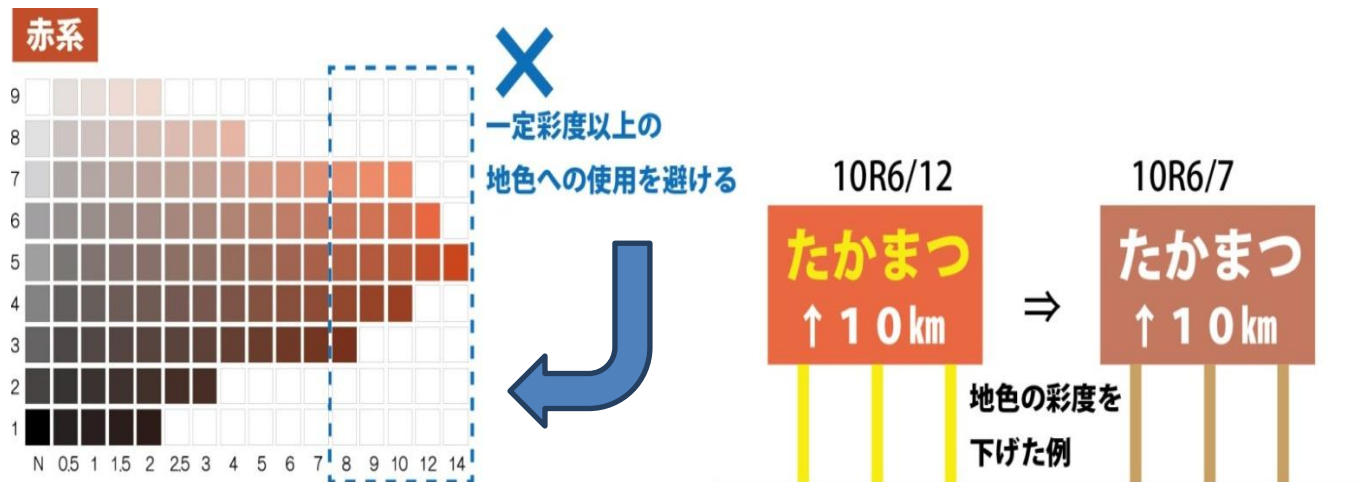 赤系
9
8
7
6
5
4
3
2
1
N 0.5 1 1.5 2 2.5 3 4 5 6 7 8 9 10 12 14
×
一定彩度以上の
地色への使用を避ける
10R6/12
たかまつ
↑10km
⇒
10R6/7
たかまつ
↑10km
地色の彩度を
下げた例